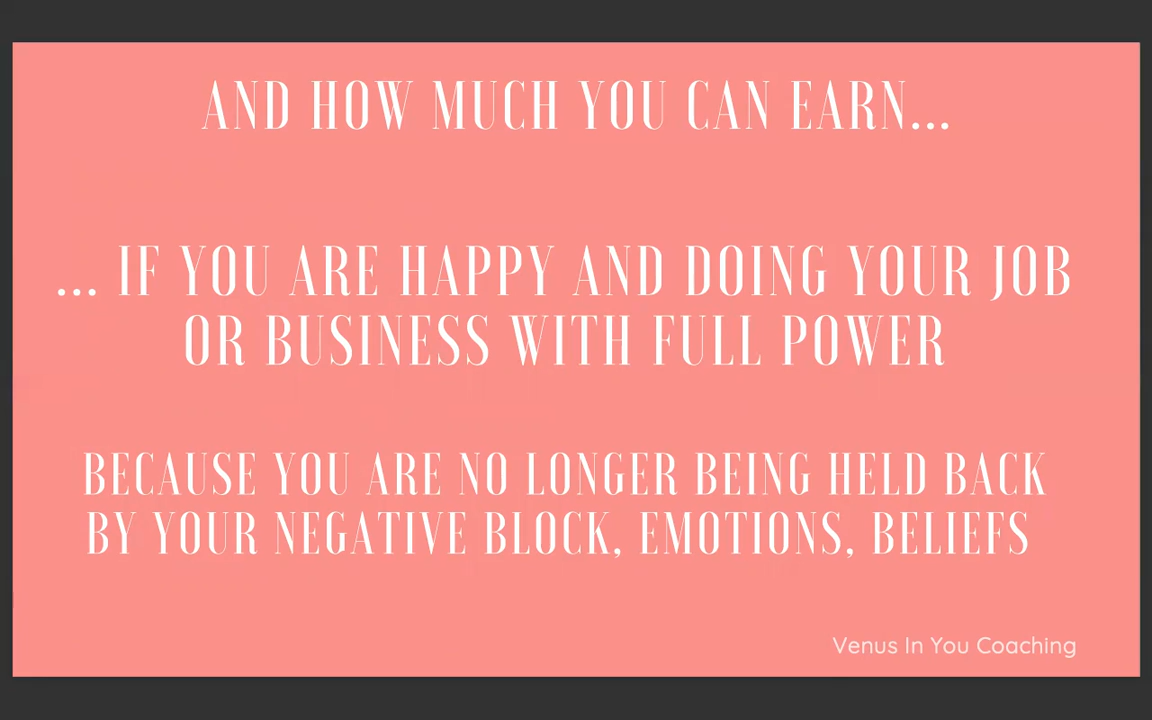 AND HOW MUCH YOU CAN EARN...
... IF YOU ARE HAPPY AND DOING YOUR JOB
OR BUSINESS WITH FULL POWER
BECAUSE YOU ARE NO LONGER BEING HELD BACK
BY YOUR NEGATIVE BLOCK, EMOTIONS, BELIEFS
Venus In You Coaching